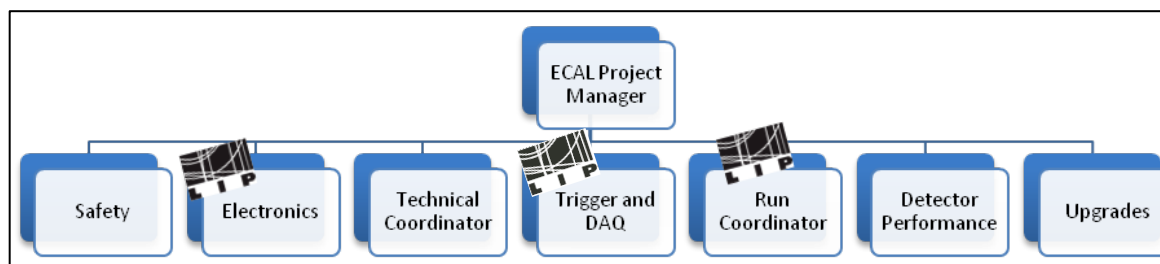 ECAL Project
Manager
LIP
LIP
LIP
Safety
Electronics
Technical
Coordinator
Trigger and
DAQ
Run
Coordinator
Detector
Performance
Upgrades